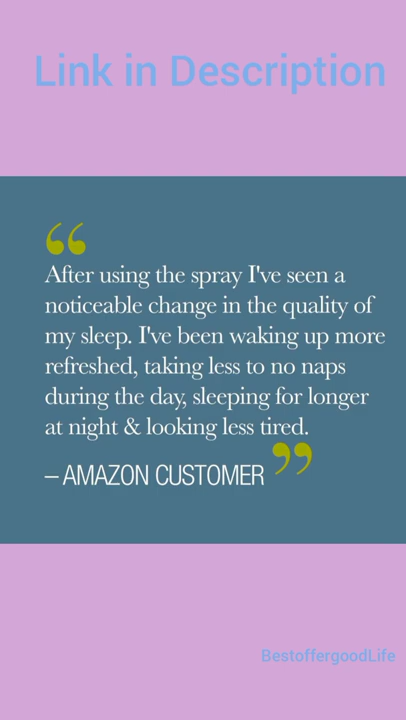 Link in Description
“
After using the spray I've seen a
noticeable change in the quality of
my sleep. I've been waking up more
refreshed, taking less to no naps
during the day, sleeping for longer
at night & looking less tired.
– AMAZON CUSTOMER ”
BestoffergoodLife